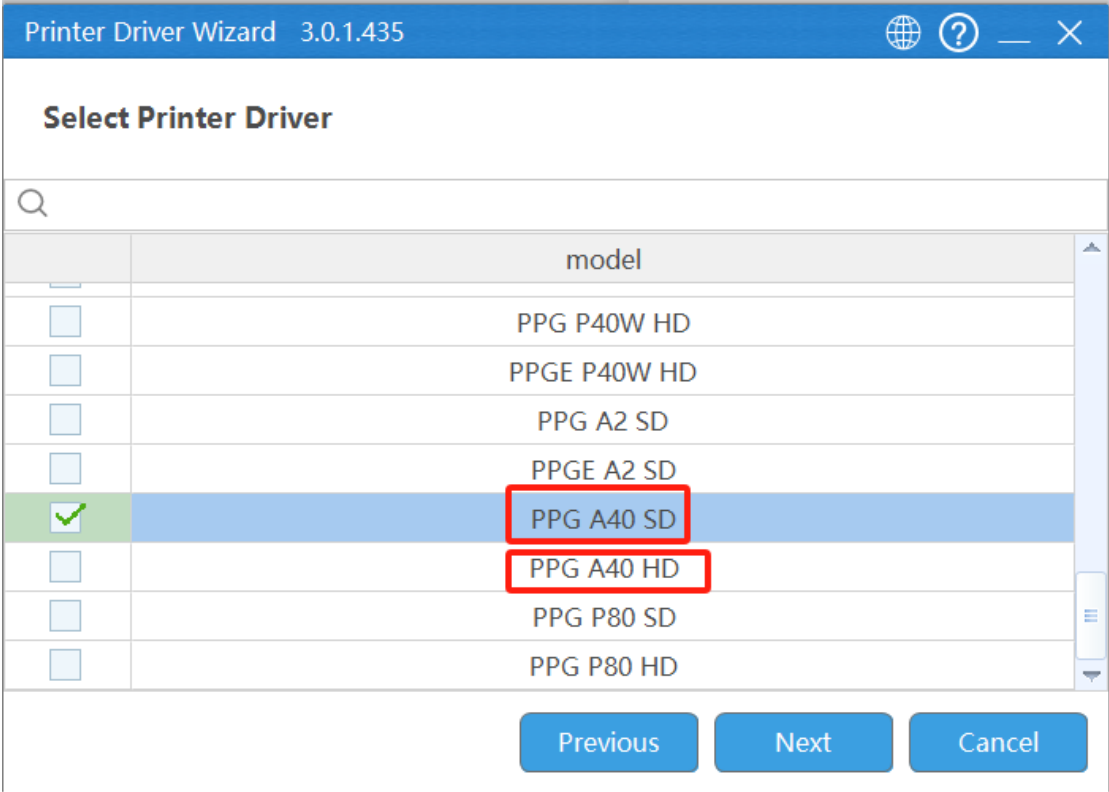 Printer Driver Wizard 3.0.1.435
Select Printer Driver
model
PPG P40W HD
PPGE P40W HD
PPG A2 SD
PPGE A2 SD
PPG A40 SD
PPG A40 HD
PPG P80 SD
PPG P80 HD
Previous Next Cancel